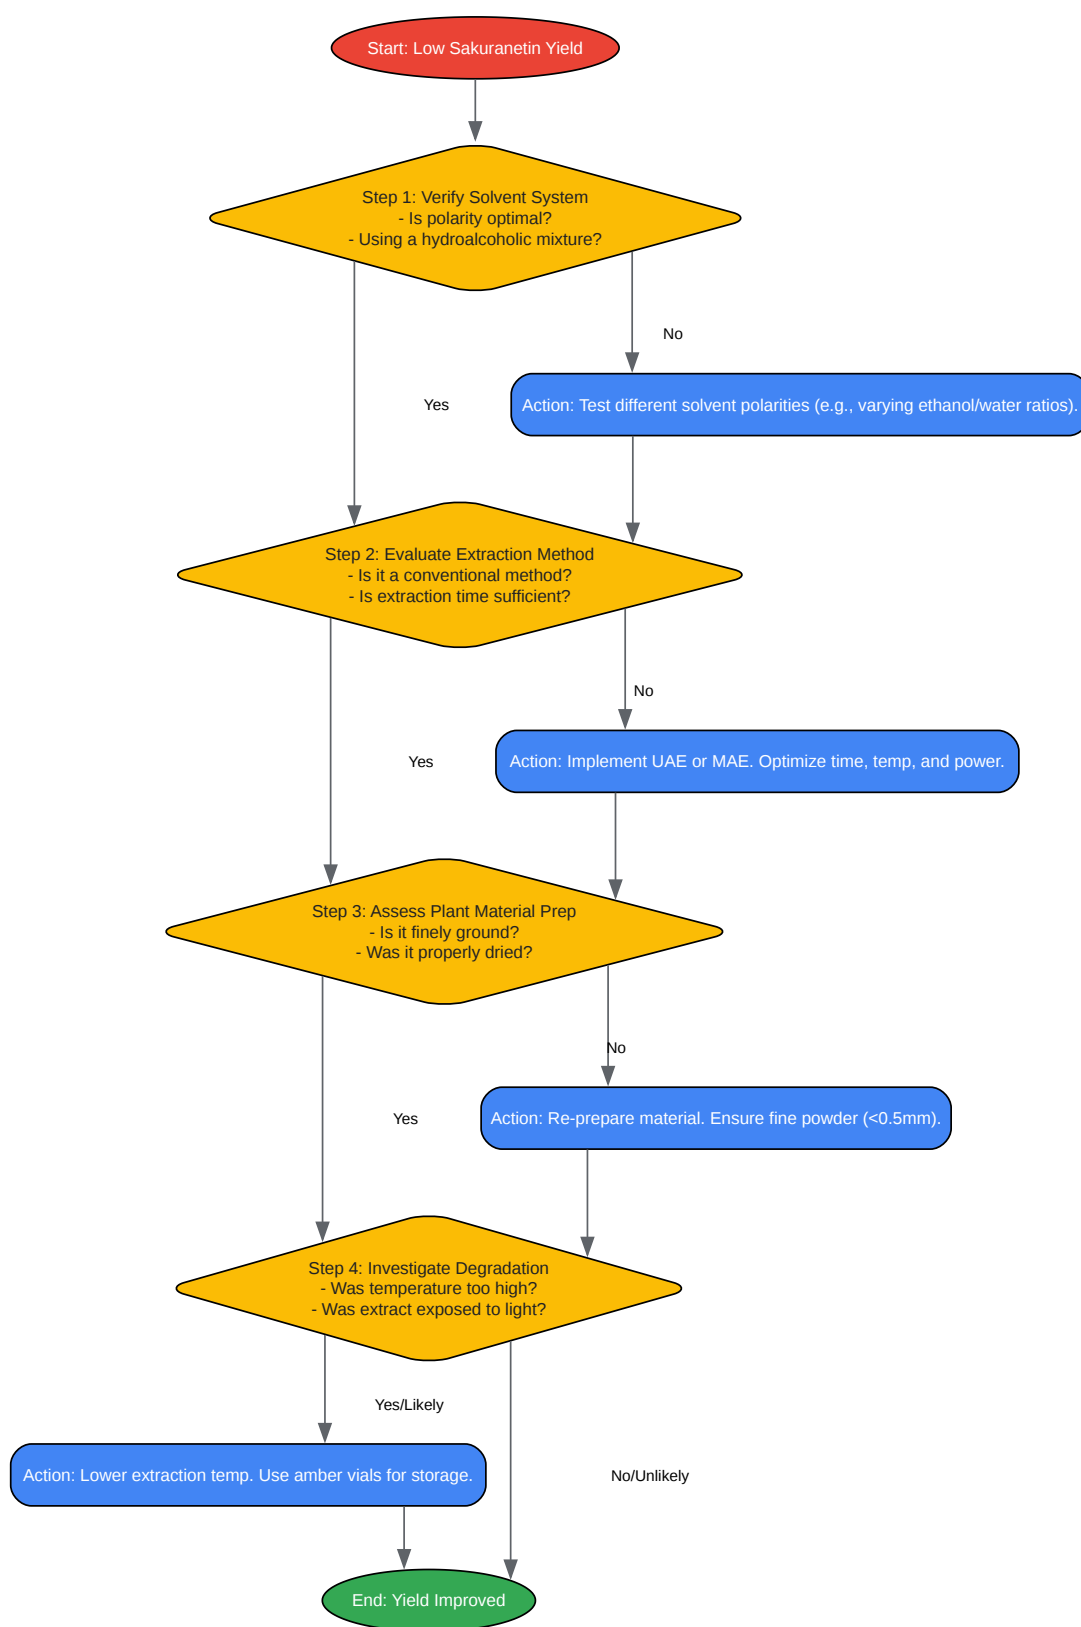 Start: Low Sakuranetin Yield
Step 1: Verify Solvent System
- Is polarity optimal?
- Using a hydroalcoholic mixture?
No
Yes
Action: Test different solvent polarities (e.g., varying ethanol/water ratios).
Step 2: Evaluate Extraction Method
- Is it a conventional method?
- Is extraction time sufficient?
No
Yes
Action: Implement UAE or MAE. Optimize time, temp, and power.
Step 3: Assess Plant Material Prep
- Is it finely ground?
- Was it properly dried?
No
Yes
Action: Re-prepare material. Ensure fine powder (<0.5mm).
Step 4: Investigate Degradation
- Was temperature too high?
- Was extract exposed to light?
Yes/Likely
Action: Lower extraction temp. Use amber vials for storage.
No/Unlikely
End: Yield Improved